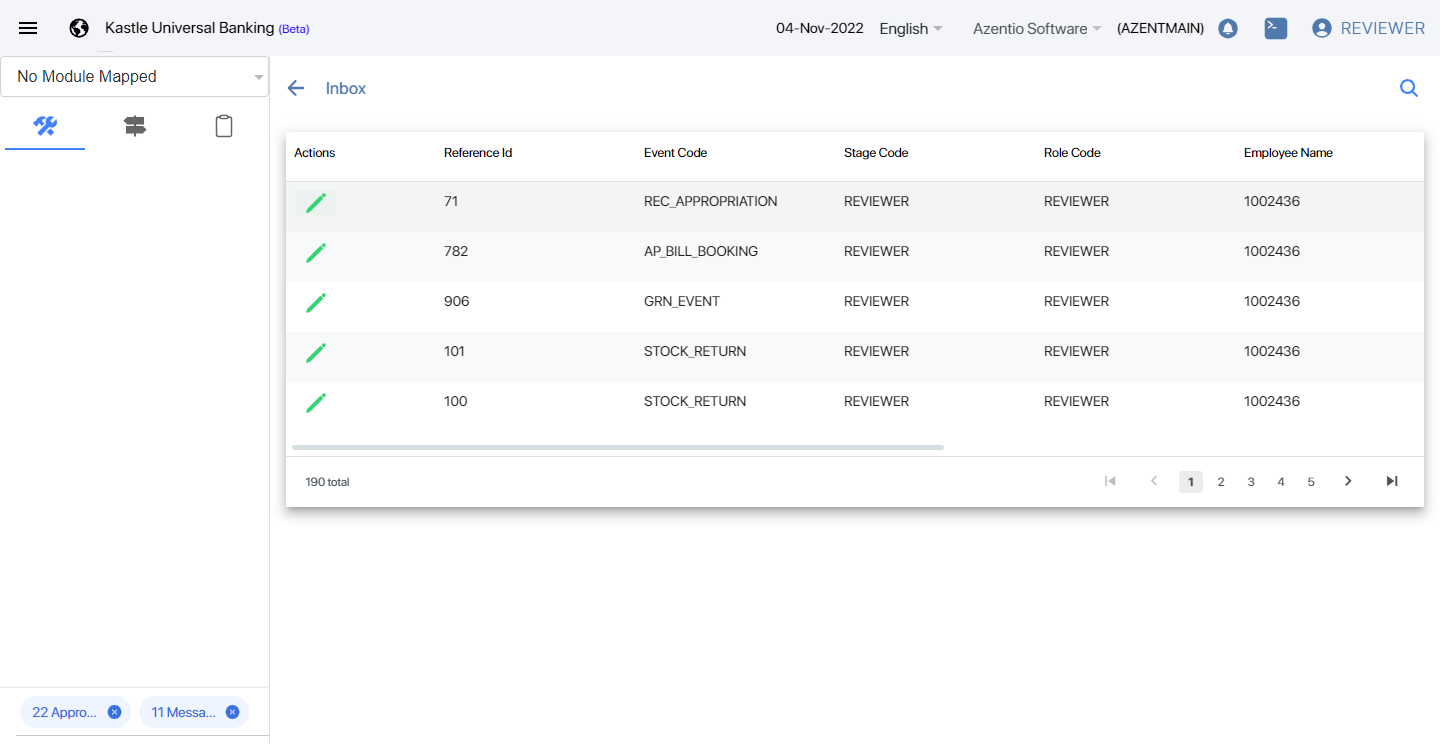 Kastle Universal Banking (Beta) 04-Nov-2022 English Azentio Software (AZENTMAIN) REVIEWER
No Module Mapped
Inbox
Actions Reference Id Event Code Stage Code Role Code Employee Name
71 REC_APPROPRIATION REVIEWER REVIEWER 1002436
782 AP_BILL_BOOKING REVIEWER REVIEWER 1002436
906 GRN_EVENT REVIEWER REVIEWER 1002436
101 STOCK_RETURN REVIEWER REVIEWER 1002436
100 STOCK_RETURN REVIEWER REVIEWER 1002436
190 total 1 2 3 4 5
22 Appro... 11 Messa...